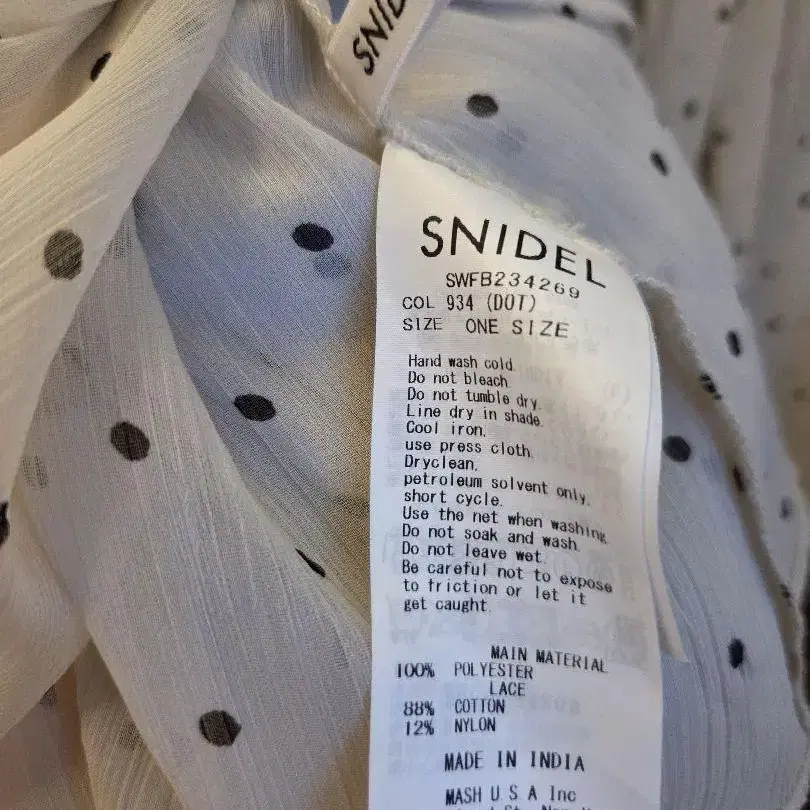 SNIDEL
SWFB234269
COL 934 (DOT)
SIZE ONE SIZE
Hand wash cold.
Do not bleach.
Do not tumble dry.
Line dry in shade.
Cool iron.
use press cloth.
Dryclean,
petroleum solvent only,
short cycle.
Use the net when washing.
Do not soak and wash.
Do not leave wet.
Be careful not to expose
to friction or let it
get caught.
MAIN MATERIAL
100% POLYESTER
LACE
88% COTTON
12% NYLON
MADE IN INDIA
MASH U S A Inc